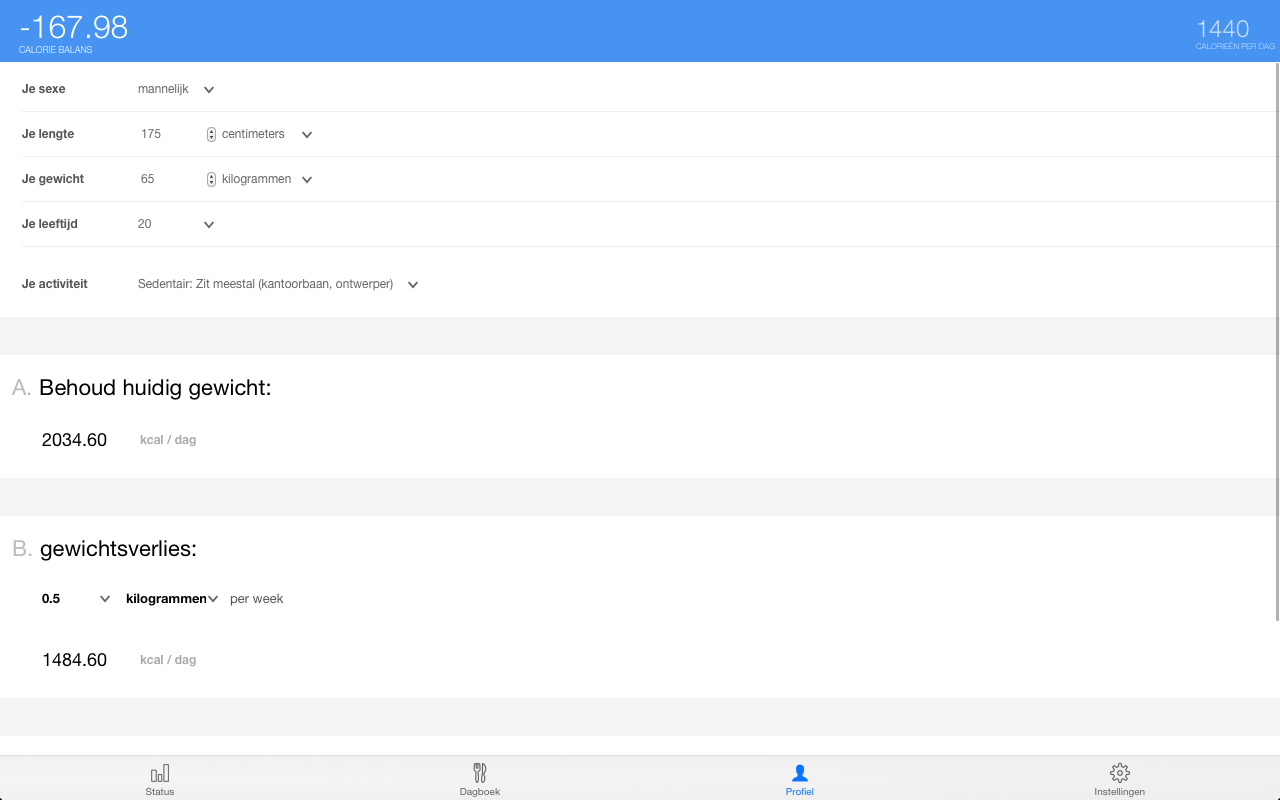 -167.98
CALORIE BALANS
1440
CALORIEËN PER DAG
Je sexe mannelijk
Je lengte 175 centimeters
Je gewicht 65 kilogrammen
Je leeftijd 20
Je activiteit Sedentair: Zit meestal (kantoorbaan, ontwerper)
A. Behoud huidig gewicht:
2034.60 kcal / dag
B. gewichtsverlies:
0.5 kilogrammen per week
1484.60 kcal / dag
Status Dagboek Profiel Instellingen